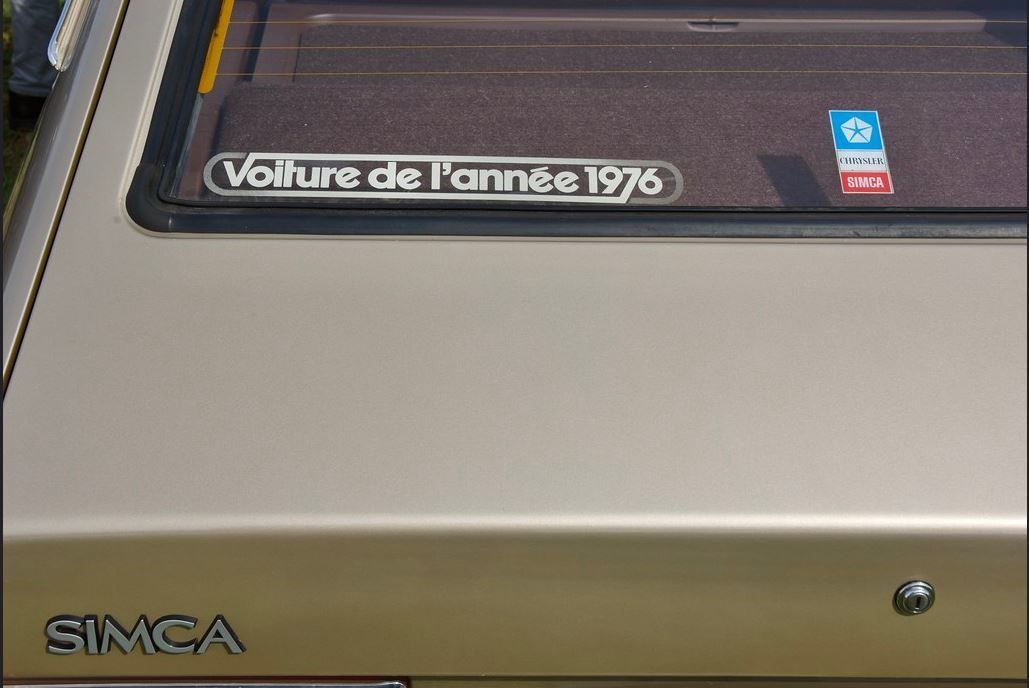 Voiture de l'année 1976
CHRYSLER
SIMCA
SIMCA